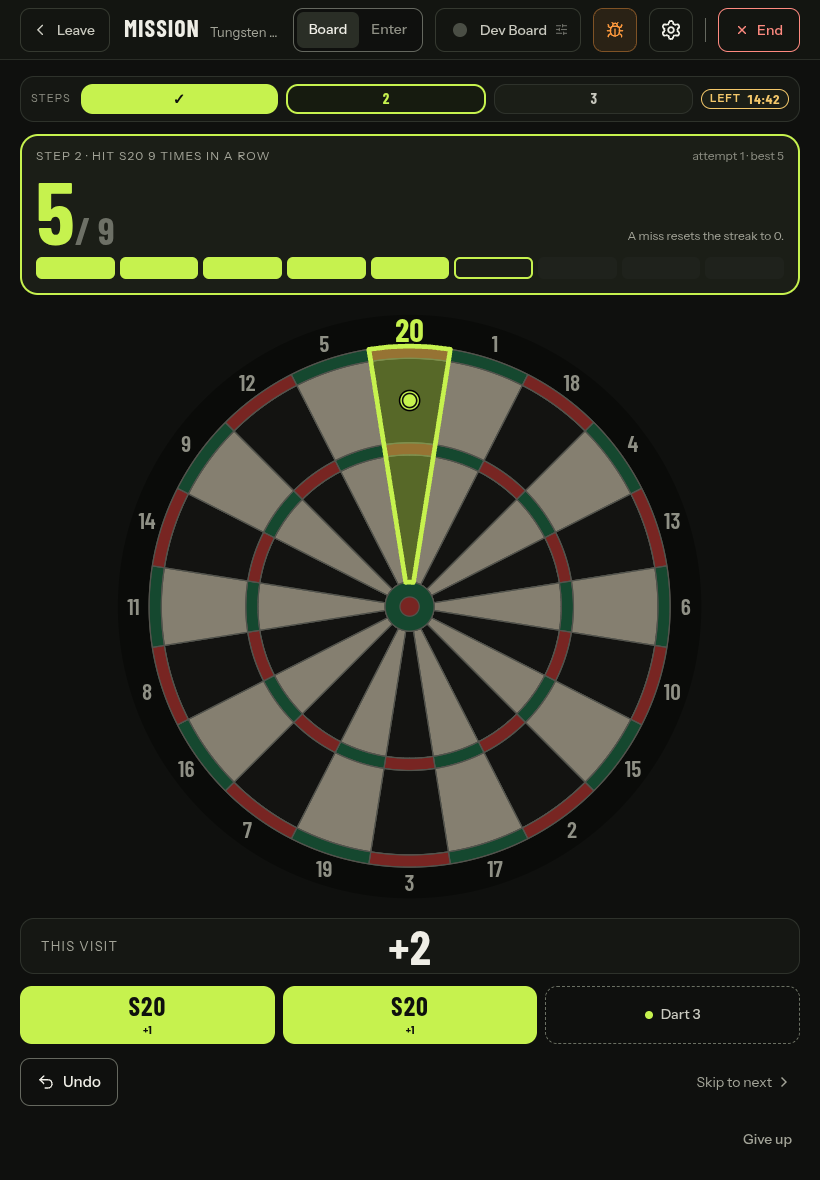 Leave
MISSION Tungsten ...
Board Enter
Dev Board
End
STEPS ✓ 2 3 LEFT 14:42
STEP 2 · HIT S20 9 TIMES IN A ROW
attempt 1 · best 5
5 / 9
A miss resets the streak to 0.
20
5 1
12 18
9 4
14 13
11 6
8 10
16 15
7 2
19 17
3
THIS VISIT +2
S20 S20 Dart 3
+1 +1
Undo Skip to next
Give up